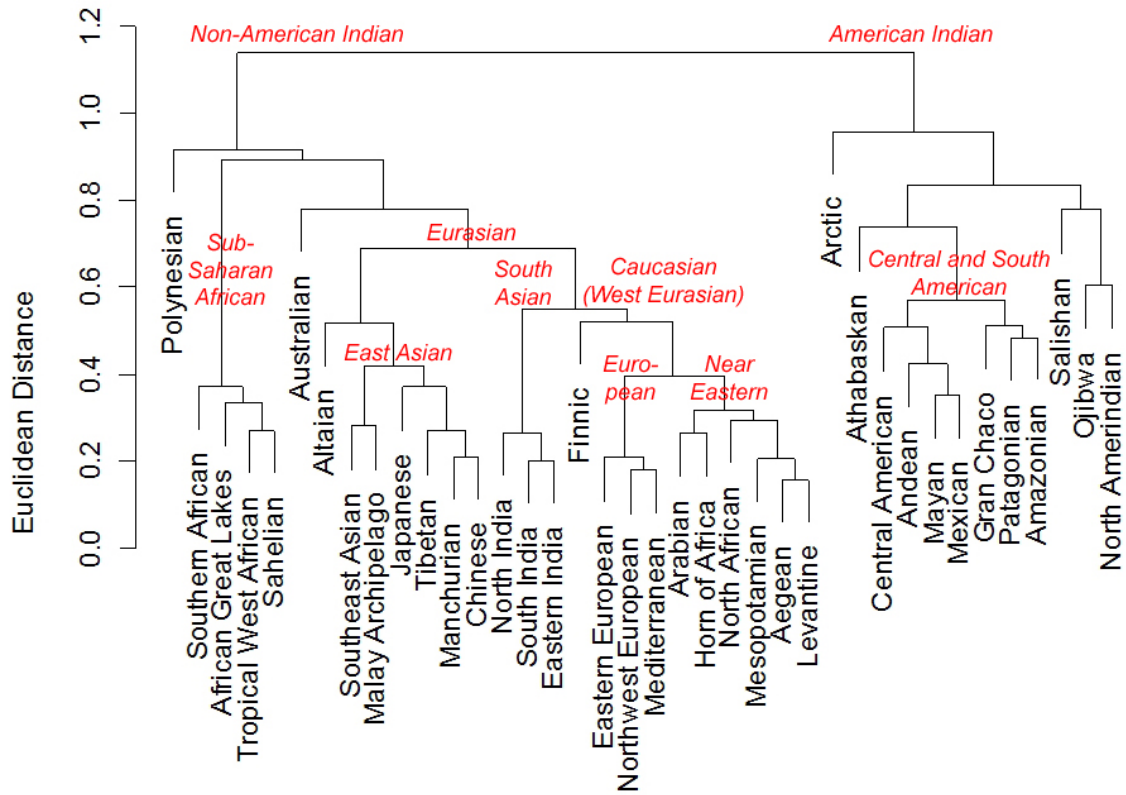 Non-American Indian
American Indian
1.2
1.0
0.8
0.6
0.4
0.2
0.0
Euclidean Distance
Sub-
Saharan
African
Eurasian
South
Asian
Caucasian
(West Eurasian)
Central and South
American
East Asian
Euro-
pean
Near
Eastern
Southern African
African Great Lakes
Tropical West African
Sahelian
Polynesian
Australian
Altaian
Southeast Asian
Malay Archipelago
Japanese
Tibetan
Manchurian
Chinese
North India
South India
Eastern India
Finnic
Eastern European
Northwest European
Mediterranean
Arabian
Horn of Africa
North African
Mesopotamian
Aegean
Levantine
Arctic
Athabaskan
Central American
Andean
Mayan
Mexican
Gran Chaco
Patagonian
Amazonian
Salishan
Ojibwa
North Amerindian